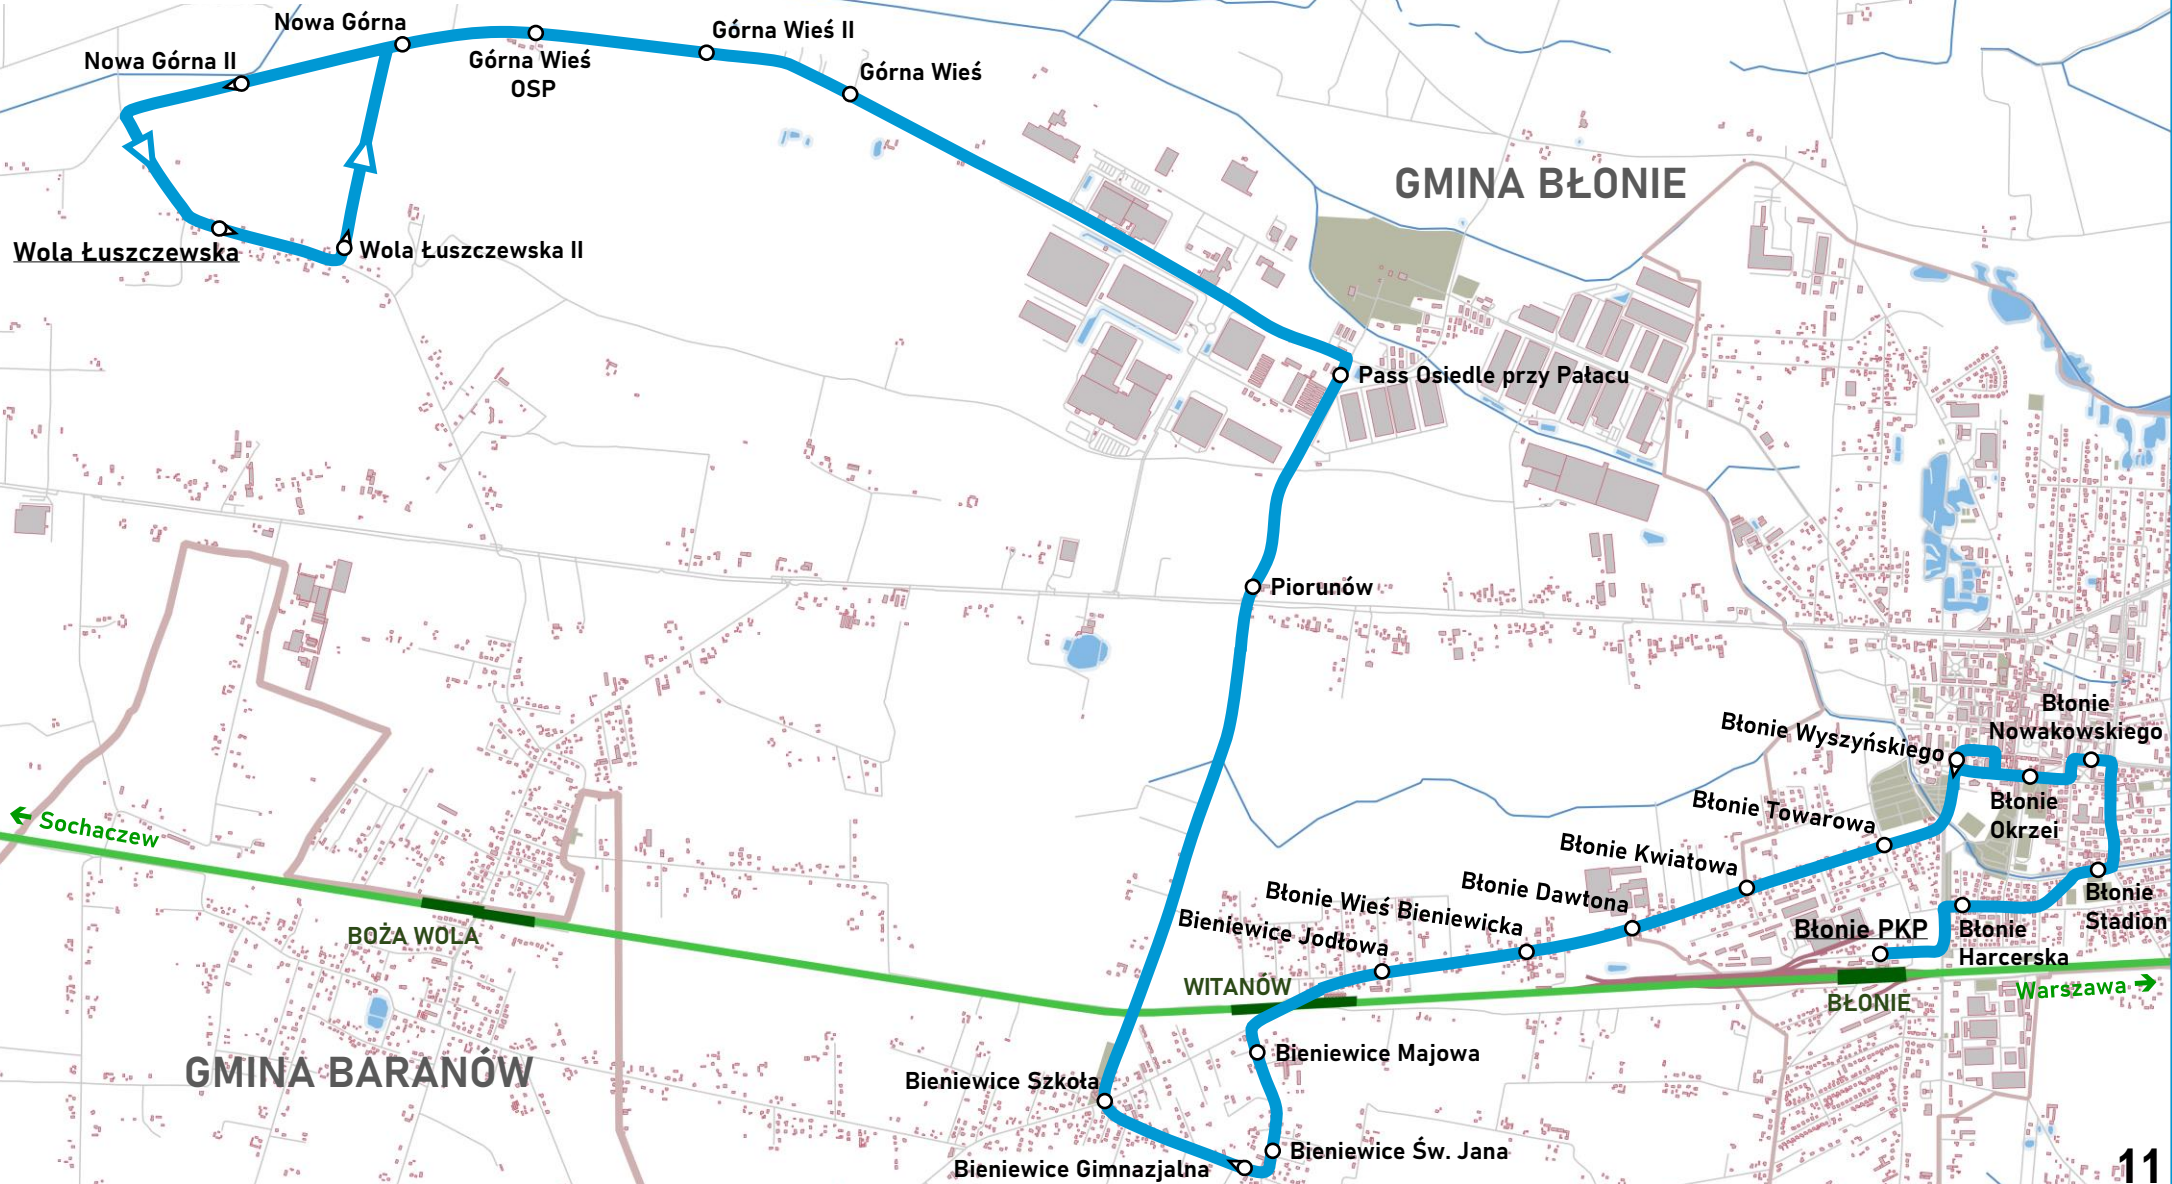 Nowa Górna
Górna Wieś II
Nowa Górna II
Górna Wieś
OSP
Górna Wieś
GMINA BŁONIE
Wola Łuszczewska
Wola Łuszczewska II
Pass Osiedle przy Pałacu
Piorunów
Błonie
Nowakowskiego
Błonie Wyszyńskiego
Błonie
Okrzei
Błonie Towarowa
← Sochaczew
Błonie Kwiatowa
Błonie Dawtona
Błonie Wieś Bieniewicka
Błonie
Stadion
Bieniewice Jodłowa
Błonie PKP
Błonie
Harcerska
BOŻA WOLA
WITANÓW
BŁONIE
Warszawa →
Bieniewice Majowa
GMINA BARANÓW
Bieniewice Szkoła
Bieniewice Św. Jana
Bieniewice Gimnazjalna
11